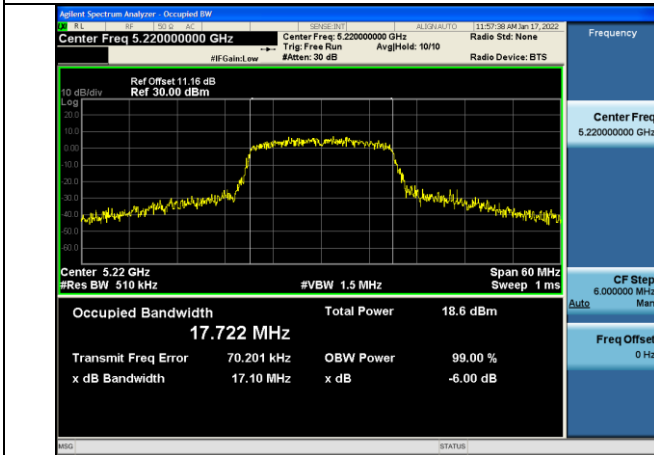 Agilent Spectrum Analyzer - Occupied BW
RL RF 50 Ω AC SENSE:INT ALIGNAUTO 11:57:38 AM Jan 17, 2022
Center Freq 5.220000000 GHz Center Freq: 5.220000000 GHz Radio Std: None
Trig: Free Run Avg|Hold: 10/10
#IFGain:Low #Atten: 30 dB Radio Device: BTS
Frequency
Ref Offset 11.16 dB
10 dB/div Ref 30.00 dBm
Log
20.0
10.0
0.00
-10.0
-20.0
-30.0
-40.0
-50.0
-60.0
Center Freq
5.220000000 GHz
Center 5.22 GHz Span 60 MHz
#Res BW 510 kHz #VBW 1.5 MHz Sweep 1 ms
CF Step
6.000000 MHz
Auto Man
Occupied Bandwidth Total Power 18.6 dBm
17.722 MHz
Transmit Freq Error 70.201 kHz OBW Power 99.00 %
x dB Bandwidth 17.10 MHz x dB -6.00 dB
Freq Offset
0 Hz
MSG STATUS